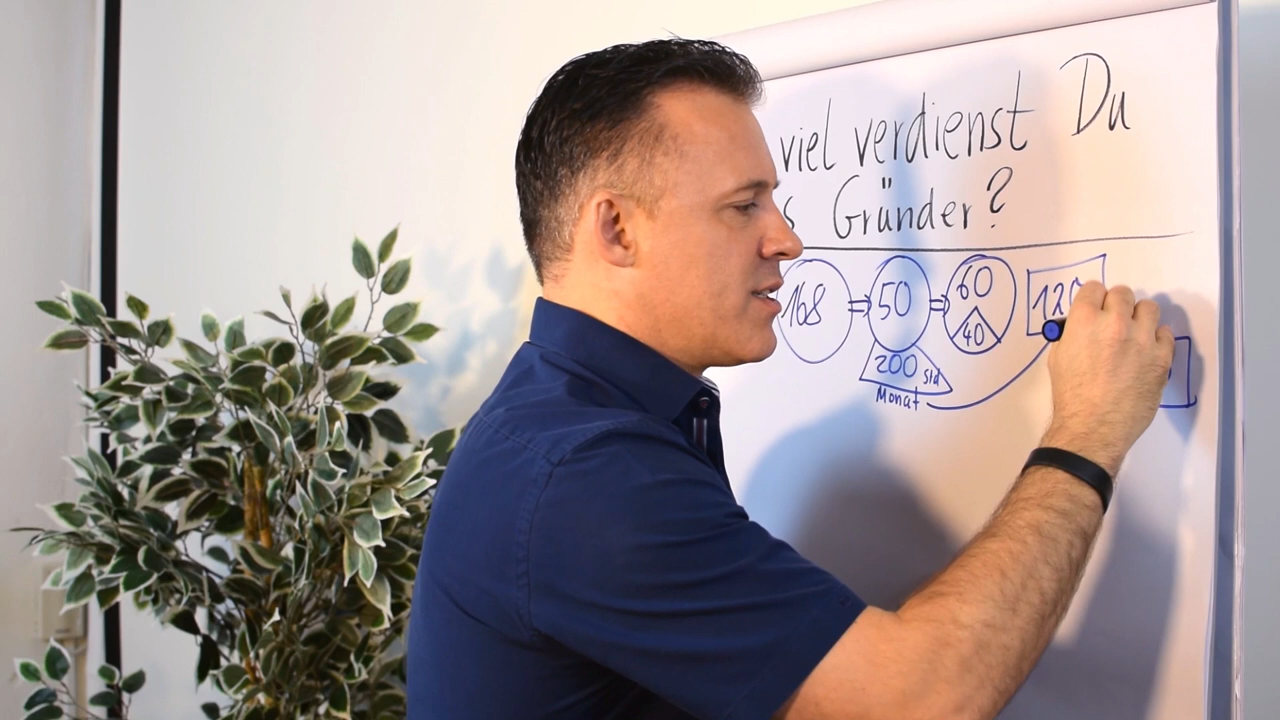 viel verdienst Du
s Gründer?
168 ⇒ 50 ⇒ 60
40
200 Std
Monat